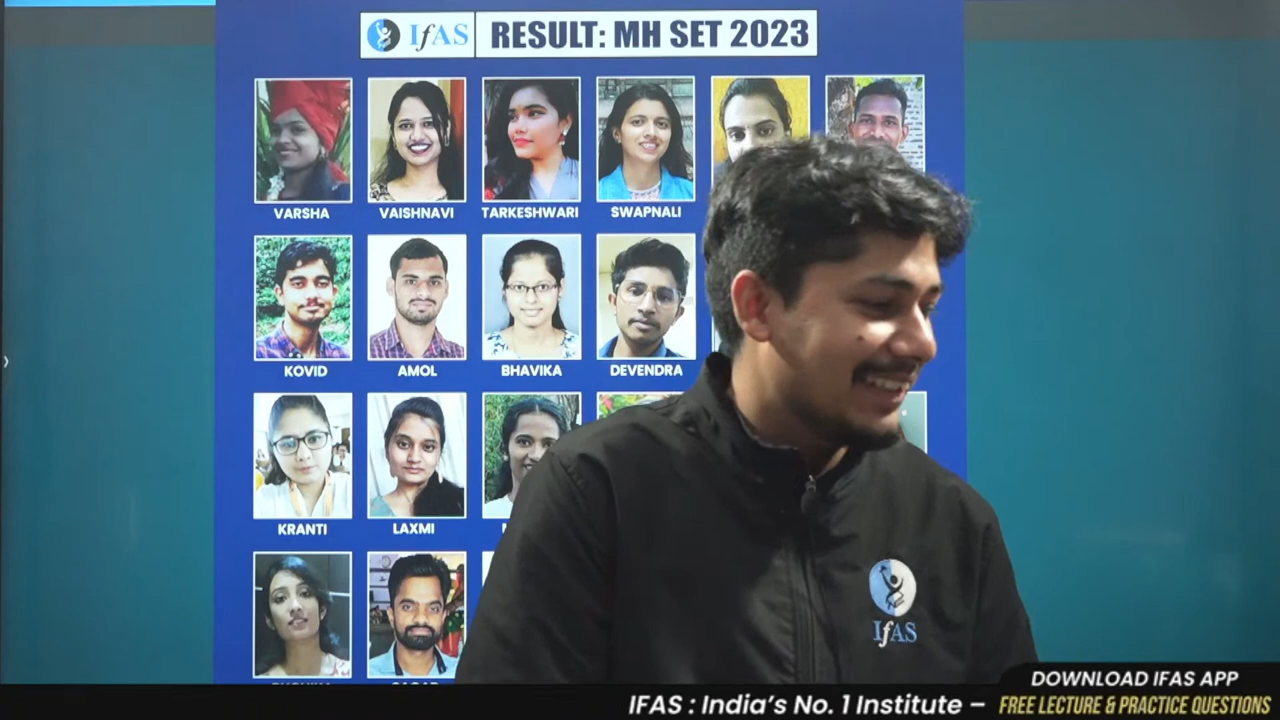 IfAS RESULT: MH SET 2023
VARSHA VAISHNAVI TARKESHWARI SWAPNALI
KOVID AMOL BHAVIKA DEVENDRA
KRANTI LAXMI
IfAS
DOWNLOAD IFAS APP
IFAS : India's No. 1 Institute – FREE LECTURE & PRACTICE QUESTIONS